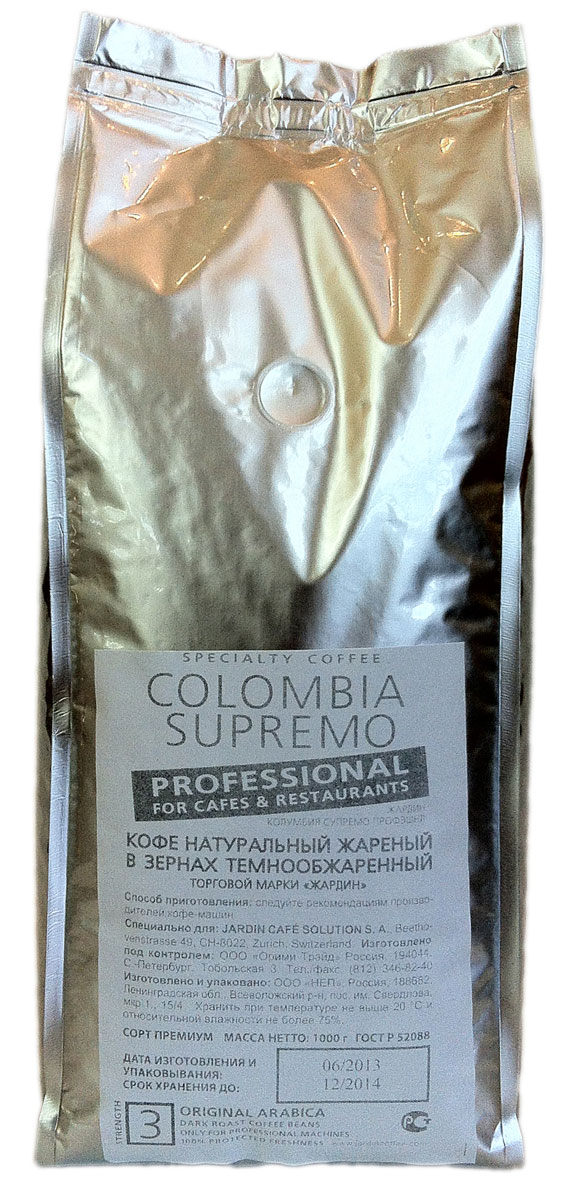 SPECIALTY COFFEE
COLOMBIA
SUPREMO
PROFESSIONAL
FOR CAFES & RESTAURANTS
ЖАРДИН
КОЛУМБИЯ СУПРЕМО ПРОФЭШНЛ
КОФЕ НАТУРАЛЬНЫЙ ЖАРЕНЫЙ
В ЗЕРНАХ ТЕМНООБЖАРЕННЫЙ
ТОРГОВОЙ МАРКИ «ЖАРДИН»
Способ приготовления: следуйте рекомендациям произво-
дителей кофе-машин
Специально для: JARDIN CAFÉ SOLUTION S.A., Beetho-
venstrasse 49, CH-8022, Zurich, Switzerland. Изготовлено
под контролем: ООО «Орими Трэйд» Россия, 194044,
С.-Петербург, Тобольская 3. Тел./факс: (812) 346-82-40
Изготовлено и упаковано: ООО «НЕП», Россия, 188682,
Ленинградская обл., Всеволожский р-н, пос. им. Свердлова,
мкр.1, 15/4. Хранить при температуре не выше 20 °С и
относительной влажности не более 75%.
СОРТ ПРЕМИУМ МАССА НЕТТО: 1000 г ГОСТ Р 52088
ДАТА ИЗГОТОВЛЕНИЯ И
УПАКОВЫВАНИЯ: 06/2013
СРОК ХРАНЕНИЯ ДО: 12/2014
STRENGTH
3
ORIGINAL ARABICA
DARK ROAST COFFEE BEANS
ONLY FOR PROFESSIONAL MACHINES
100% PROTECTED FRESHNESS
РСТ